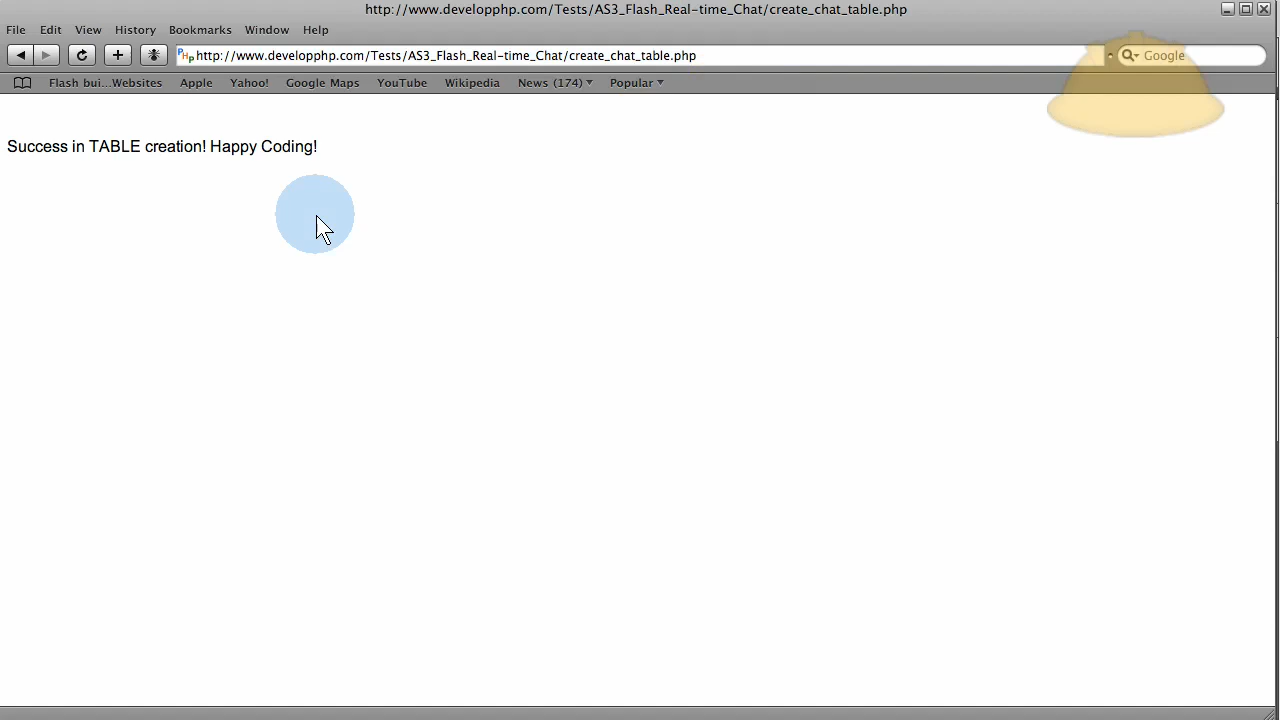 http://www.developphp.com/Tests/AS3_Flash_Real-time_Chat/create_chat_table.php
File Edit View History Bookmarks Window Help
PHP http://www.developphp.com/Tests/AS3_Flash_Real-time_Chat/create_chat_table.php Google
Flash bui...Websites Apple Yahoo! Google Maps YouTube Wikipedia News (174) Popular
Success in TABLE creation! Happy Coding!